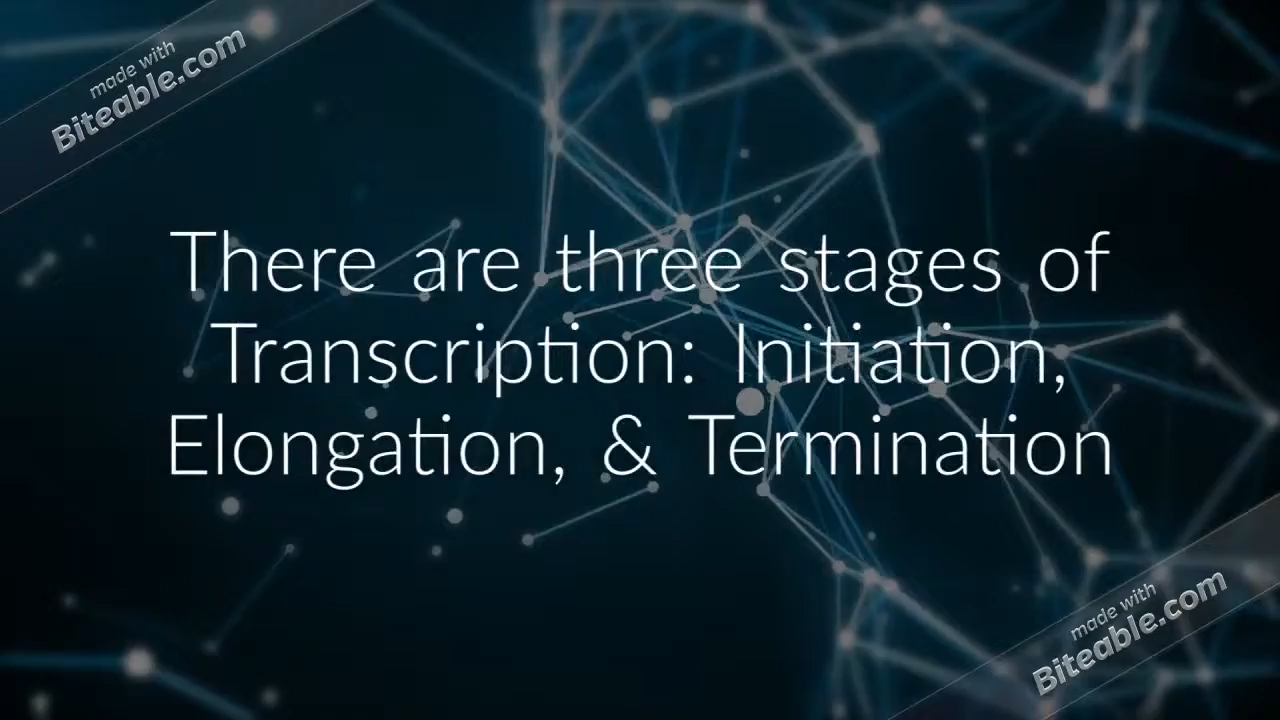 made with
Biteable.com
There are three stages of
Transcription: Initiation,
Elongation, & Termination
made with
Biteable.com